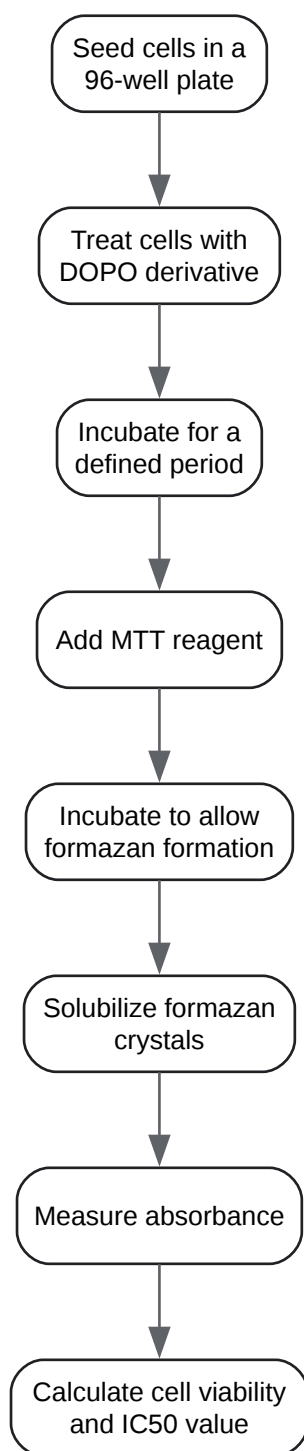 Seed cells in a
96-well plate
Treat cells with
DOPO derivative
Incubate for a
defined period
Add MTT reagent
Incubate to allow
formazan formation
Solubilize formazan
crystals
Measure absorbance
Calculate cell viability
and IC50 value